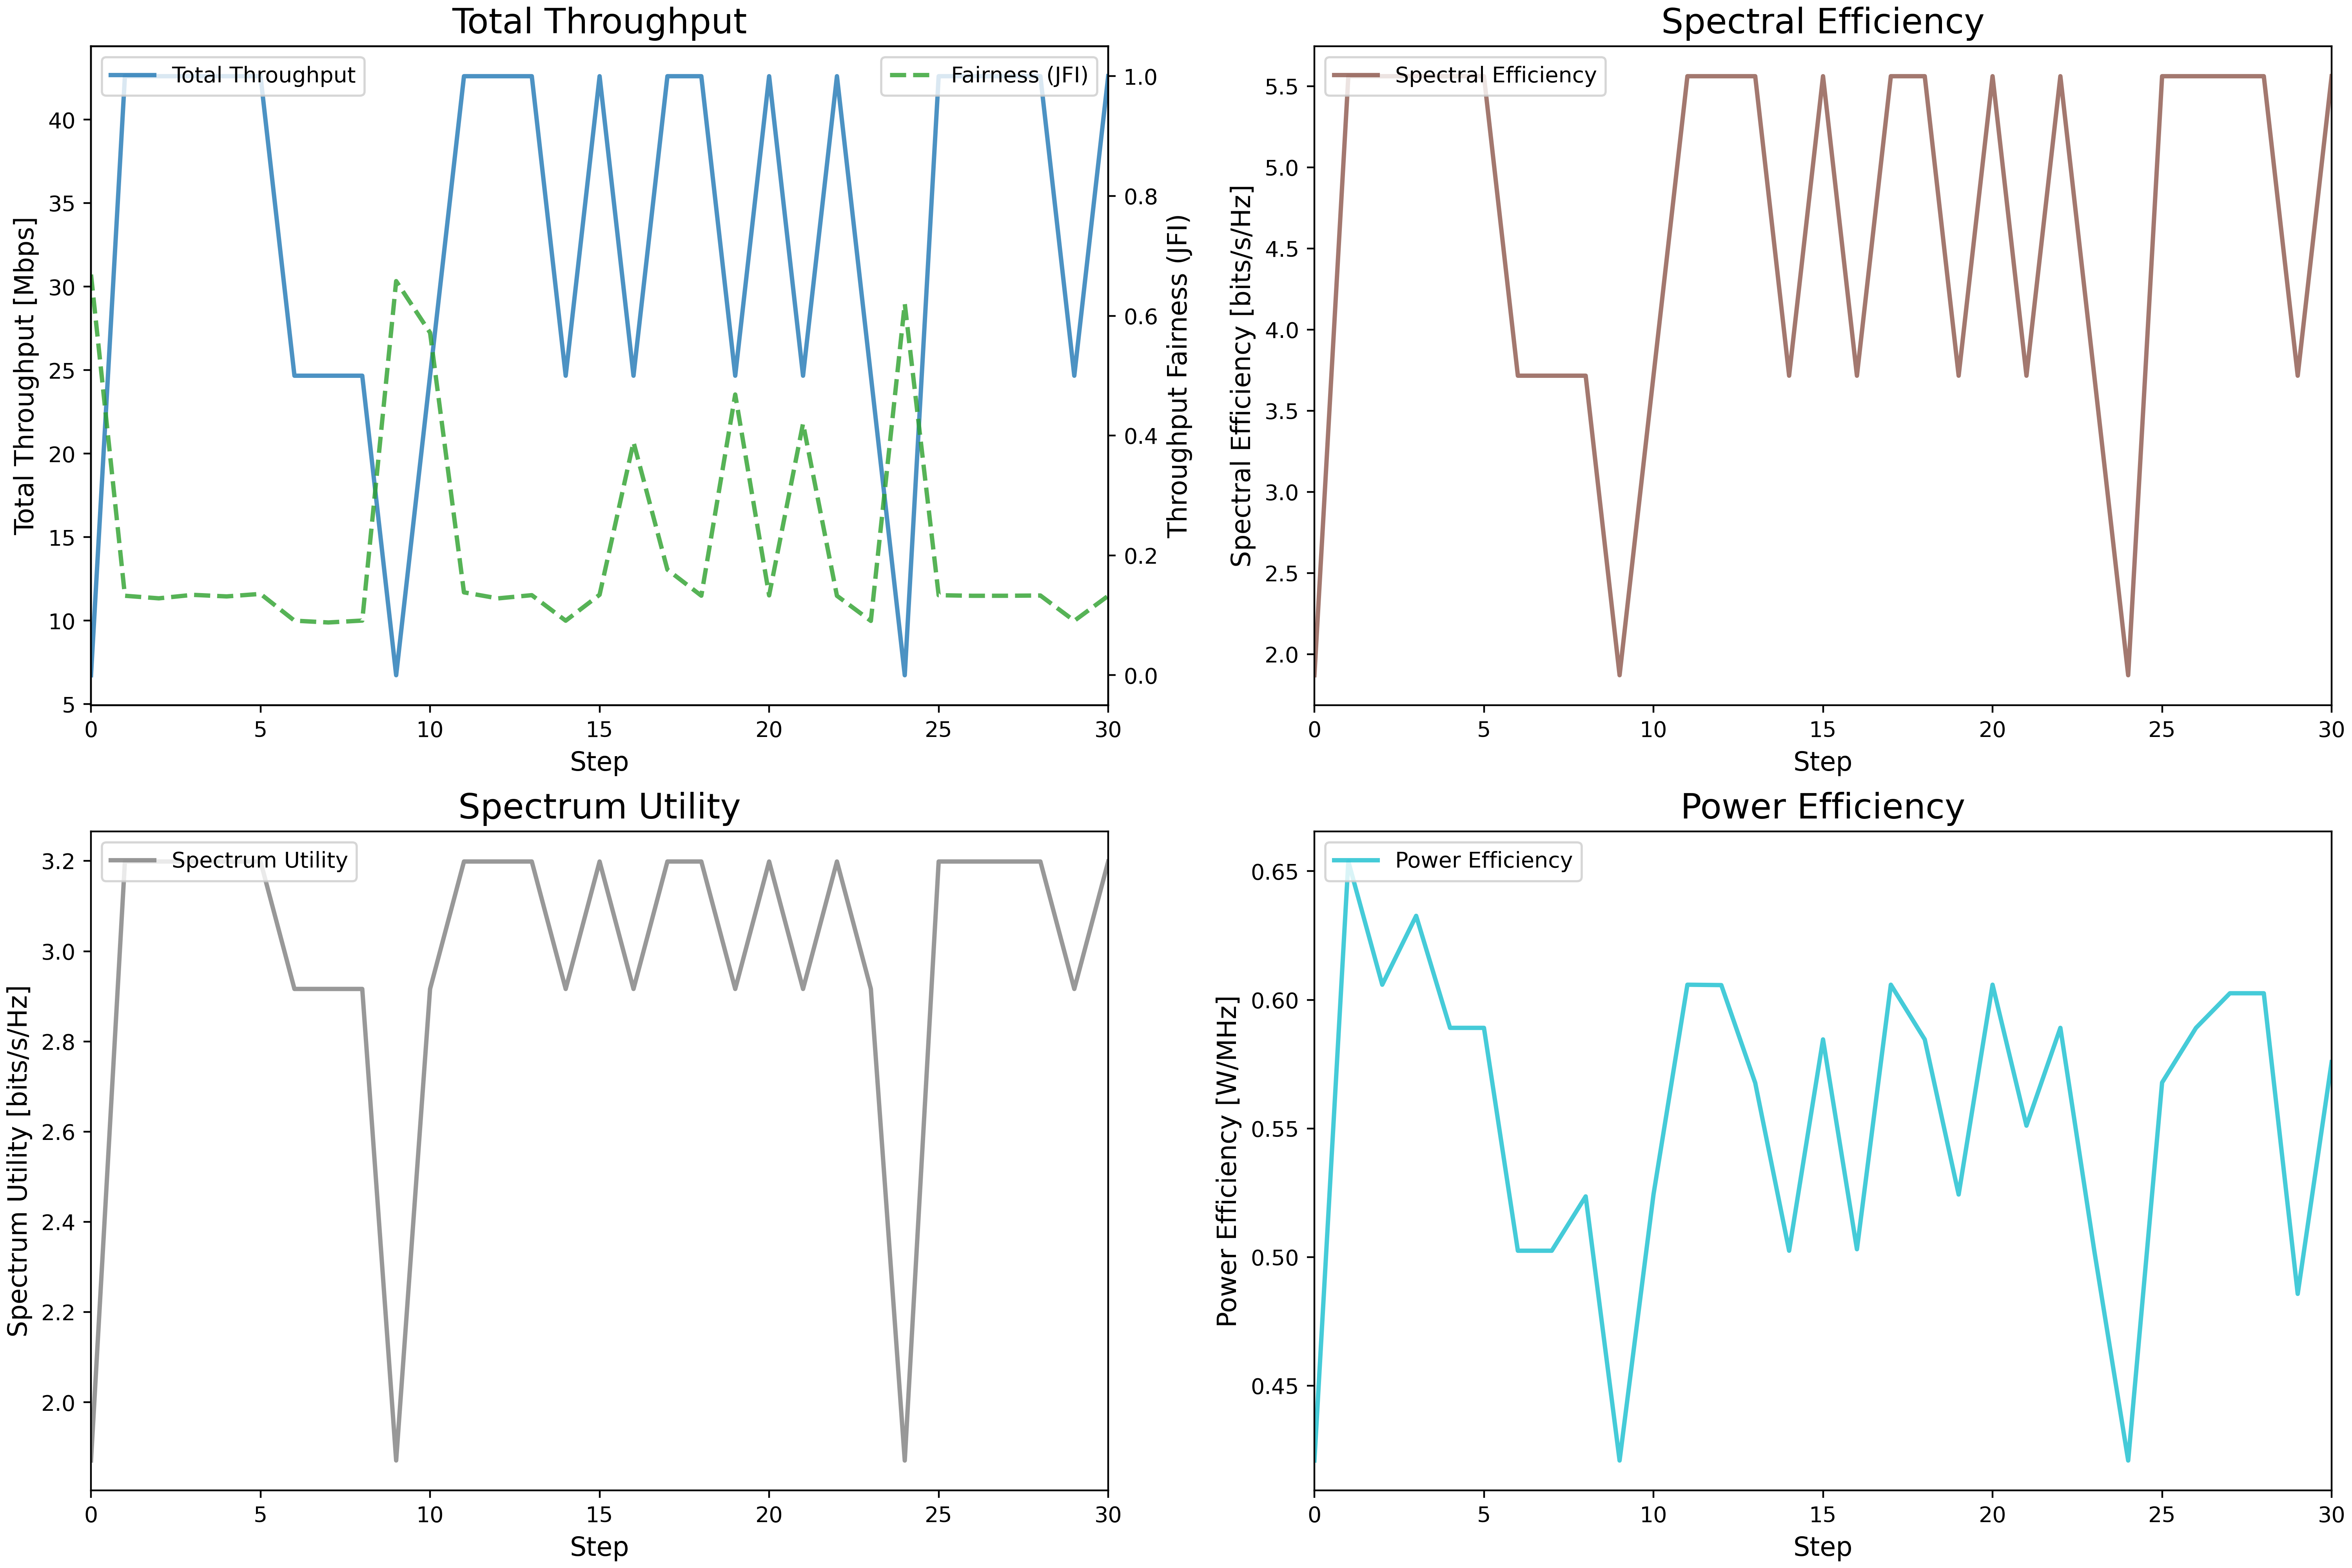 Total Throughput
Total Throughput
Fairness (JFI)
Total Throughput [Mbps]
40
35
30
25
20
15
10
5
1.0
0.8
0.6
0.4
0.2
0.0
Throughput Fairness (JFI)
0 5 10 15 20 25 30
Step
Spectral Efficiency
Spectral Efficiency
Spectral Efficiency [bits/s/Hz]
5.5
5.0
4.5
4.0
3.5
3.0
2.5
2.0
0 5 10 15 20 25 30
Step
Spectrum Utility
Spectrum Utility
Spectrum Utility [bits/s/Hz]
3.2
3.0
2.8
2.6
2.4
2.2
2.0
0 5 10 15 20 25 30
Step
Power Efficiency
Power Efficiency
Power Efficiency [W/MHz]
0.65
0.60
0.55
0.50
0.45
0 5 10 15 20 25 30
Step